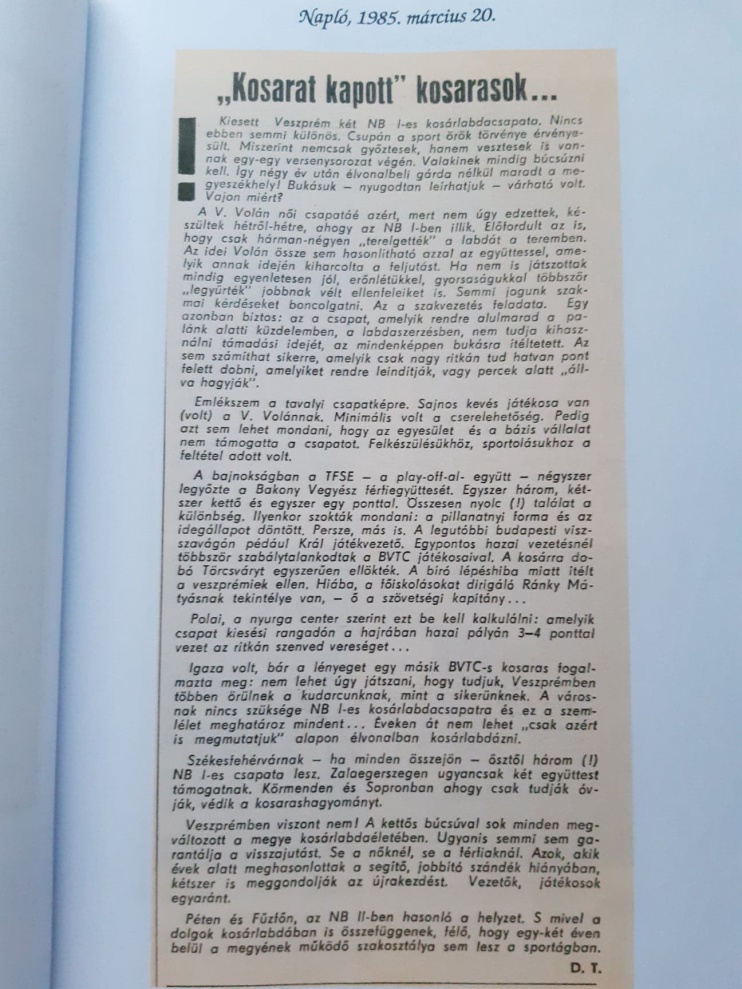 Napló, 1985. március 20.
„Kosarat kapott” kosarasok...
Kiesett Veszprém két NB I-es kosárlabdacsapata. Nincs
ebben semmi különös. Csupán a sport örök törvénye érvénye-
sült. Miszerint nemcsak győztesek, hanem vesztesek is van-
nak egy-egy versenysorozat végén. Valakinek mindig búcsúzni
kell. Így négy év után élvonalbeli gárda nélkül maradt a me-
gyeszékhely! Bukásuk – nyugodtan leírhatjuk – várható volt.
Vajon miért?
A V. Volán női csapatáé azért, mert nem úgy edzettek, ké-
szültek hétről-hétre, ahogy az NB I-ben illik. Előfordult az is,
hogy csak hárman-négyen „terelgették” a labdát a teremben.
Az idei Volán össze sem hasonlítható azzal az együttessel, ame-
lyik annak idején kiharcolta a feljutást. Ha nem is játszottak
mindig egyenletesen jól, erőnlétükkel, gyorsaságukkal többször
„legyűrték” jobbnak vélt ellenfeleiket is. Semmi jogunk szak-
mai kérdéseket boncolgatni. Az a szakvezetés feladata. Egy
azonban biztos: az a csapat, amelyik rendre alulmarad a pa-
lánk alatti küzdelemben, a labdaszerzésben, nem tudja kihasz-
nálni támadási idejét, az mindenképpen bukásra ítéltetett. Az
sem számíthat sikerre, amelyik csak nagy ritkán tud hatvan pont
felett dobni, amelyiket rendre leindítják, vagy percek alatt „áll-
va hagyják”.
Emlékszem a tavalyi csapatképre. Sajnos kevés játékosa van
(volt) a V. Volánnak. Minimális volt a cserelehetőség. Pedig
azt sem lehet mondani, hogy az egyesület és a bázis vállalat
nem támogatta a csapatot. Felkészülésükhöz, sportolásukhoz a
feltétel adott volt.
A bajnokságban a TFSE – a play-off-al- együtt – négyszer
legyőzte a Bakony Vegyész férfiegyüttesét. Egyszer három, két-
szer kettő és egyszer egy ponttal. Összesen nyolc (!) találat a
különbség. Ilyenkor szokták mondani: a pillanatnyi forma és az
idegállapot döntött. Persze, más is. A legutóbbi budapesti visz-
szavágón pédául Král játékvezető. Egypontos hazai vezetésnél
többször szabálytalankodtak a BVTC játékosaival. A kosárra do-
bó Törcsváryt egyszerűen ellökték. A bíró lépéshiba miatt ítélt
a veszprémiek ellen. Hiába, a főiskolásokat dirigáló Ránky Má-
tyásnak tekintélye van, – ő a szövetségi kapitány...
Polai, a nyurga center szerint ezt be kell kalkulálni: amelyik
csapat kiesési rangadón a hajrában hazai pályán 3–4 ponttal
vezet az ritkán szenved vereséget...
Igaza volt, bár a lényeget egy másik BVTC-s kosaras fogal-
mazta meg: nem lehet úgy játszani, hogy tudjuk, Veszprémben
többen örülnek a kudarcunknak, mint a sikerünknek. A város-
nak nincs szüksége NB I-es kosárlabdacsapatra és ez a szem-
lélet meghatároz mindent... Éveken át nem lehet „csak azért
is megmutatjuk” alapon élvonalban kosárlabdázni.
Székesfehérvárnak – ha minden összejön – ősztől három (!)
NB I-es csapata lesz. Zalaegerszegen ugyancsak két együttest
támogatnak. Körmenden és Sopronban ahogy csak tudják óv-
ják, védik a kosarashagyományt.
Veszprémben viszont nem! A kettős búcsúval sok minden meg-
változott a megye kosárlabdaéletében. Ugyanis semmi sem ga-
rantálja a visszajutást. Se a nőknél, se a férfiaknál. Azok, akik
évek alatt meghasonlottak a segítő, jobbító szándék hiányában,
kétszer is meggondolják az újrakezdést. Vezetők, játékosok
egyaránt.
Péten és Fűzfőn, az NB II-ben hasonló a helyzet. S mivel a
dolgok kosárlabdában is összefüggenek, félő, hogy egy-két éven
belül a megyének működő szakosztálya sem lesz a sportágban.
D. T.